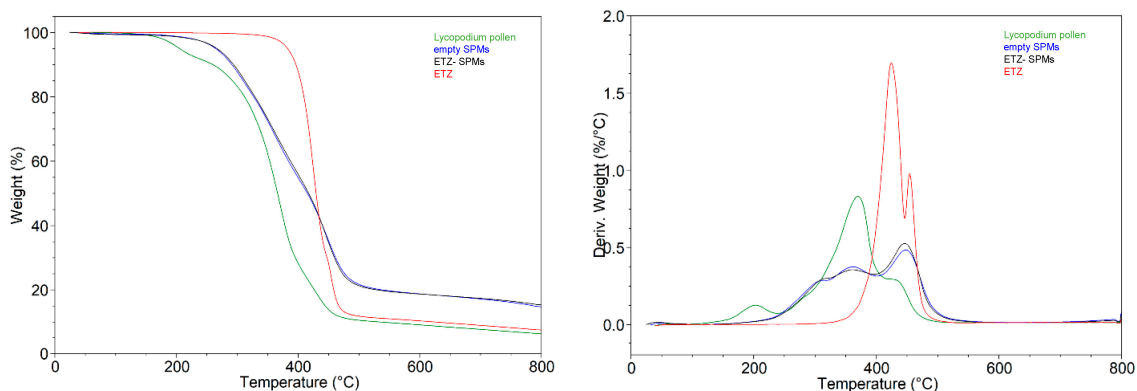 100
80
60
40
20
0
0
200
400
600
800
Weight (%)
Temperature (°C)
Lycopodium pollen
empty SPMs
ETZ- SPMs
ETZ
2.0
1.5
1.0
0.5
0.0
0
200
400
600
800
Deriv. Weight (%/°C)
Temperature (°C)
Lycopodium pollen
empty SPMs
ETZ- SPMs
ETZ